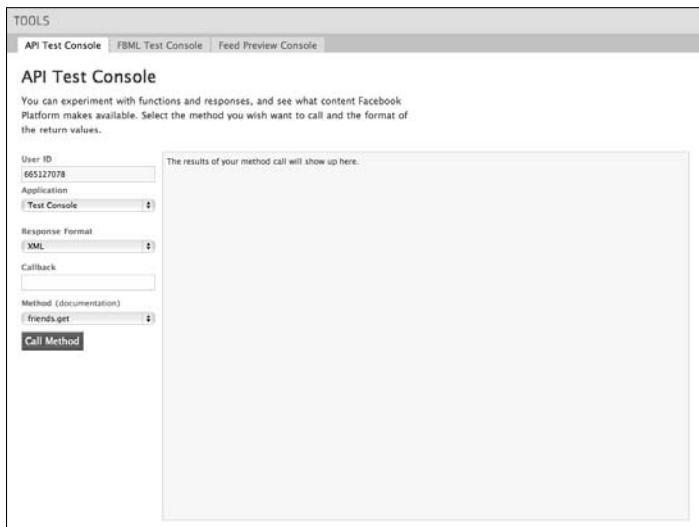 TOOLS
API Test Console FBML Test Console Feed Preview Console
API Test Console
You can experiment with functions and responses, and see what content Facebook
Platform makes available. Select the method you wish want to call and the format of
the return values.
User ID
665127078
Application
Test Console
Response Format
XML
Callback
Method (documentation)
friends.get
Call Method
The results of your method call will show up here.